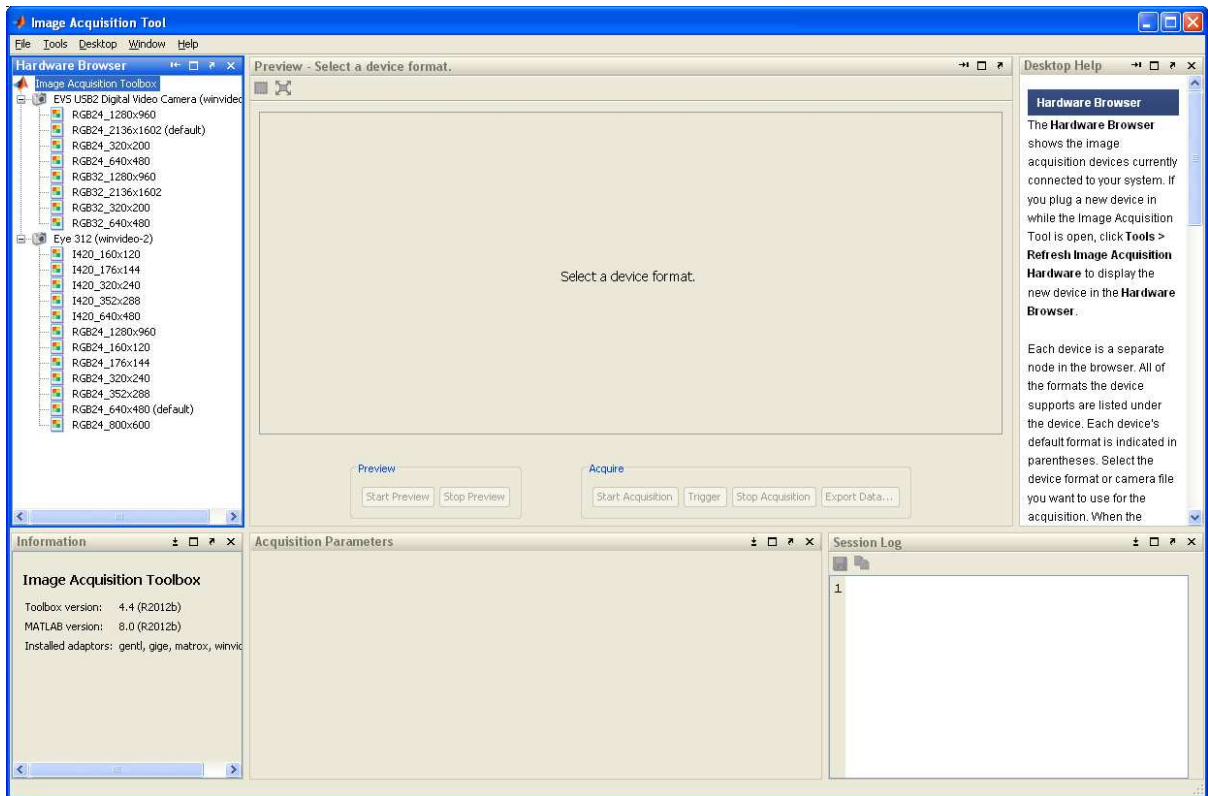 Image Acquisition Tool
File Tools Desktop Window Help
Hardware Browser
Image Acquisition Toolbox
EVS USB2 Digital Video Camera (winvidec
RGB24_1280x960
RGB24_2136x1602 (default)
RGB24_320x200
RGB24_640x480
RGB32_1280x960
RGB32_2136x1602
RGB32_320x200
RGB32_640x480
Eye 312 (winvideo-2)
I420_160x120
I420_176x144
I420_320x240
I420_352x288
I420_640x480
RGB24_1280x960
RGB24_160x120
RGB24_176x144
RGB24_320x240
RGB24_352x288
RGB24_640x480 (default)
RGB24_800x600
Preview - Select a device format.
Select a device format.
Preview
Start Preview Stop Preview
Acquire
Start Acquisition Trigger Stop Acquisition Export Data...
Desktop Help
Hardware Browser
The Hardware Browser
shows the image
acquisition devices currently
connected to your system. If
you plug a new device in
while the Image Acquisition
Tool is open, click Tools >
Refresh Image Acquisition
Hardware to display the
new device in the Hardware
Browser.
Each device is a separate
node in the browser. All of
the formats the device
supports are listed under
the device. Each device's
default format is indicated in
parentheses. Select the
device format or camera file
you want to use for the
acquisition. When the
Information
Image Acquisition Toolbox
Toolbox version: 4.4 (R2012b)
MATLAB version: 8.0 (R2012b)
Installed adaptors: gentl, gige, matrox, winvid
Acquisition Parameters
Session Log
1